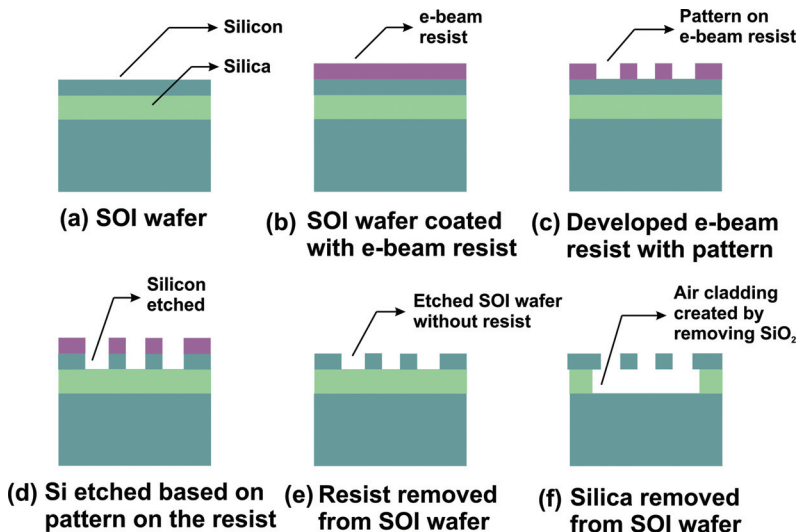 Silicon
Silica
(a) SOI wafer
e-beam
resist
(b) SOI wafer coated
with e-beam resist
Pattern on
e-beam resist
(c) Developed e-beam
resist with pattern
Silicon
etched
(d) Si etched based on
pattern on the resist
Etched SOI wafer
without resist
(e) Resist removed
from SOI wafer
Air cladding
created by
removing SiO₂
(f) Silica removed
from SOI wafer